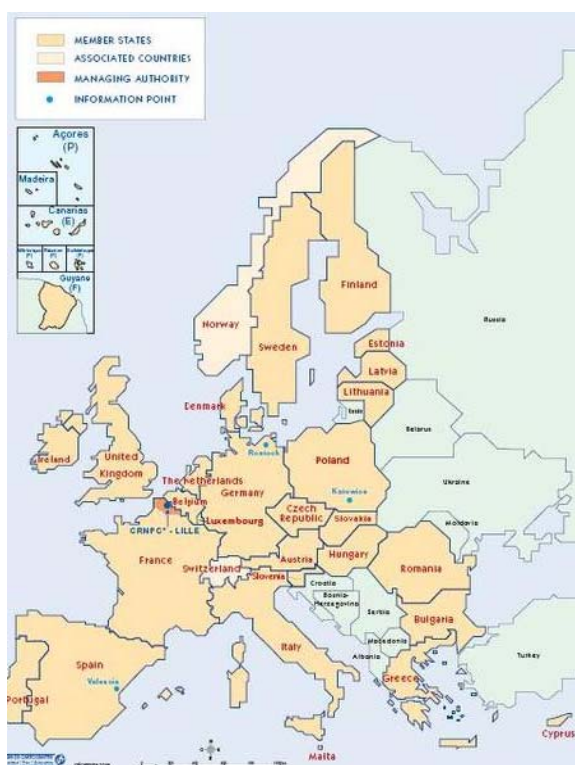 MEMBER STATES
ASSOCIATED COUNTRIES
MANAGING AUTHORITY
INFORMATION POINT
Açores
(P)
Madeira
Canarias
(E)
Guyane
(F)
Norway
Sweden
Finland
Russia
Estonia
Latvia
Lithuania
Denmark
Belarus
Ireland
United
Kingdom
The Netherlands
Rostock
Poland
Katowice
Ukraine
Belgium
Germany
CRNPC* - LILLE
Luxembourg
Czech
Republic
Slovakia
Moldavia
France
Switzerland
Austria
Hungary
Slovenia
Romania
Croatia
Bosnia-
Herzegovina
Serbia
Bulgaria
Italy
Macedonia
Albania
Greece
Turkey
Spain
Valencia
Portugal
Malta
Cyprus